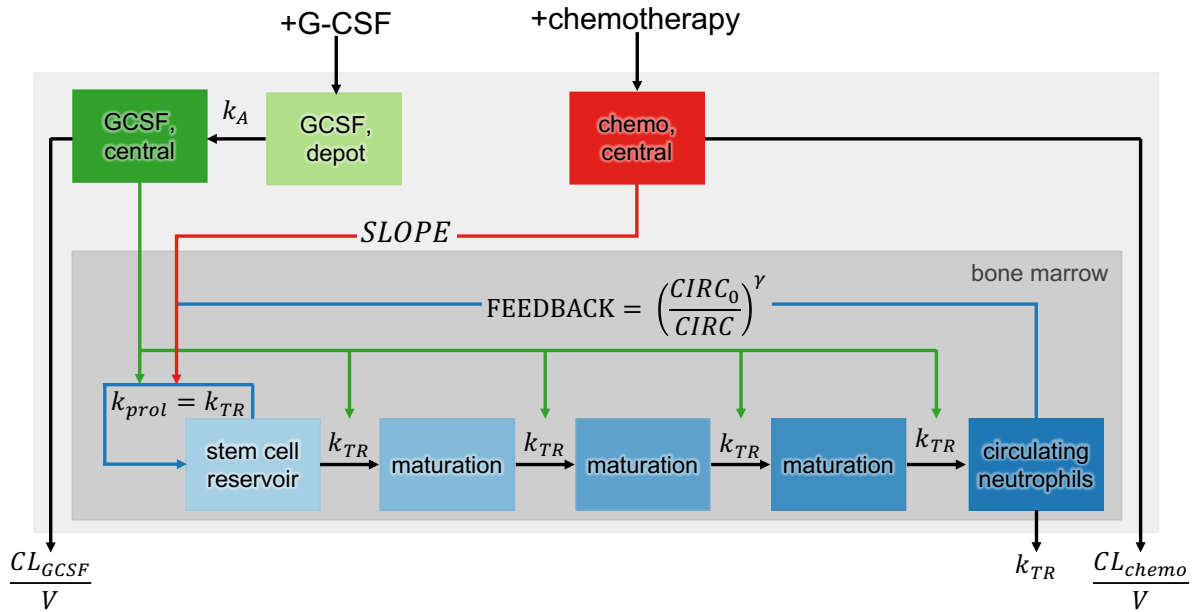 +G-CSF
+chemotherapy
GCSF,
central
k_A
GCSF,
depot
chemo,
central
SLOPE
bone marrow
FEEDBACK = (CIRC_0 / CIRC)^γ
k_prol = k_TR
stem cell
reservoir
k_TR
maturation
k_TR
maturation
k_TR
maturation
k_TR
circulating
neutrophils
CL_GCSF / V
k_TR
CL_chemo / V